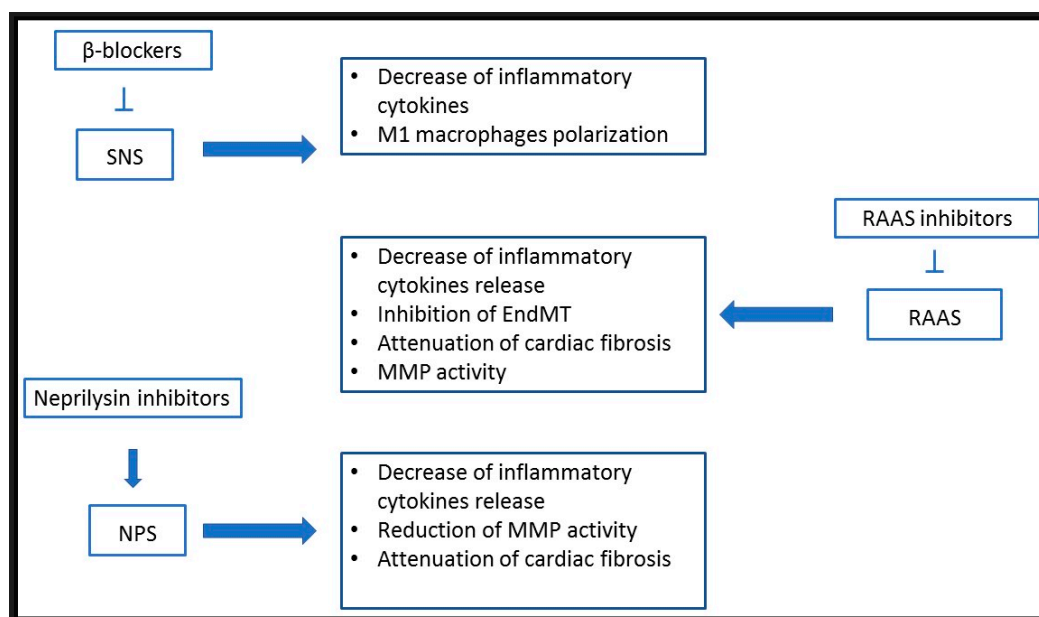 β-blockers
SNS
• Decrease of inflammatory
cytokines
• M1 macrophages polarization
RAAS inhibitors
RAAS
• Decrease of inflammatory
cytokines release
• Inhibition of EndMT
• Attenuation of cardiac fibrosis
• MMP activity
Neprilysin inhibitors
NPS
• Decrease of inflammatory
cytokines release
• Reduction of MMP activity
• Attenuation of cardiac fibrosis